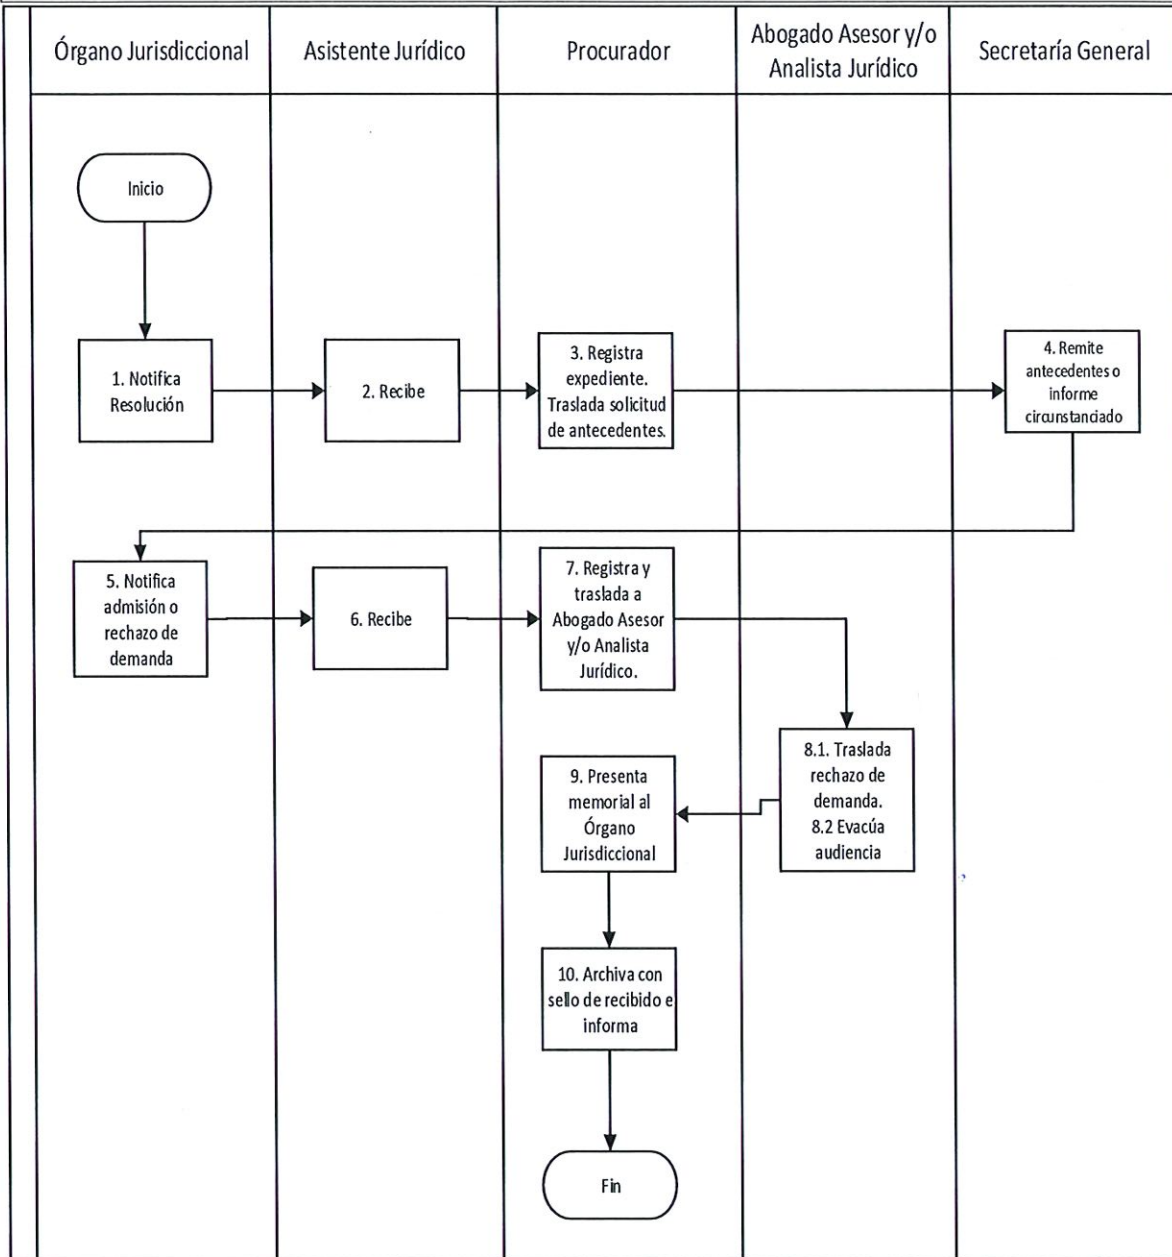 Órgano Jurisdiccional
Asistente Jurídico
Procurador
Abogado Asesor y/o
Analista Jurídico
Secretaría General
Inicio
1. Notifica
Resolución
2. Recibe
3. Registra
expediente.
Traslada solicitud
de antecedentes.
4. Remite
antecedentes o
informe
circunstanciado
5. Notifica
admisión o
rechazo de
demanda
6. Recibe
7. Registra y
traslada a
Abogado Asesor
y/o Analista
Jurídico.
8.1. Traslada
rechazo de
demanda.
8.2 Evacúa
audiencia
9. Presenta
memorial al
Órgano
Jurisdiccional
10. Archiva con
sello de recibido e
informa
Fin